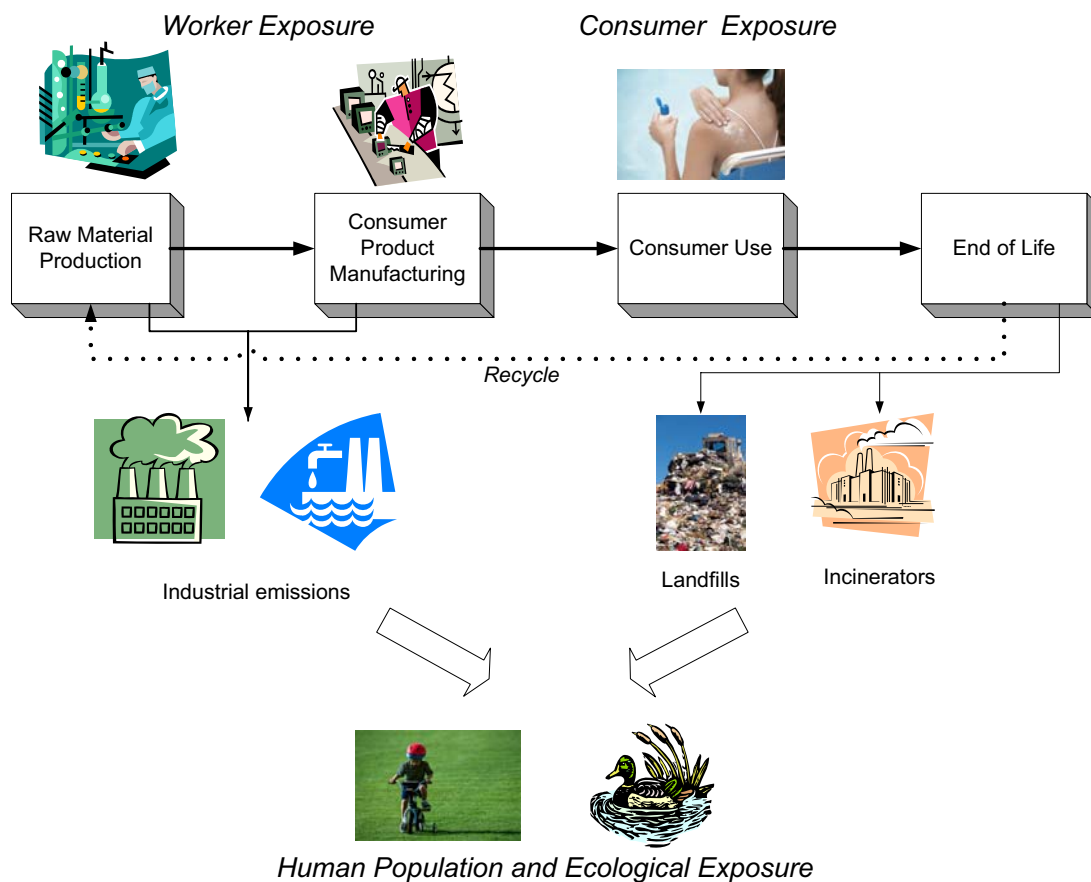 Worker Exposure
Consumer Exposure
Raw Material
Production
Consumer
Product
Manufacturing
Consumer Use
End of Life
Recycle
Industrial emissions
Landfills
Incinerators
Human Population and Ecological Exposure